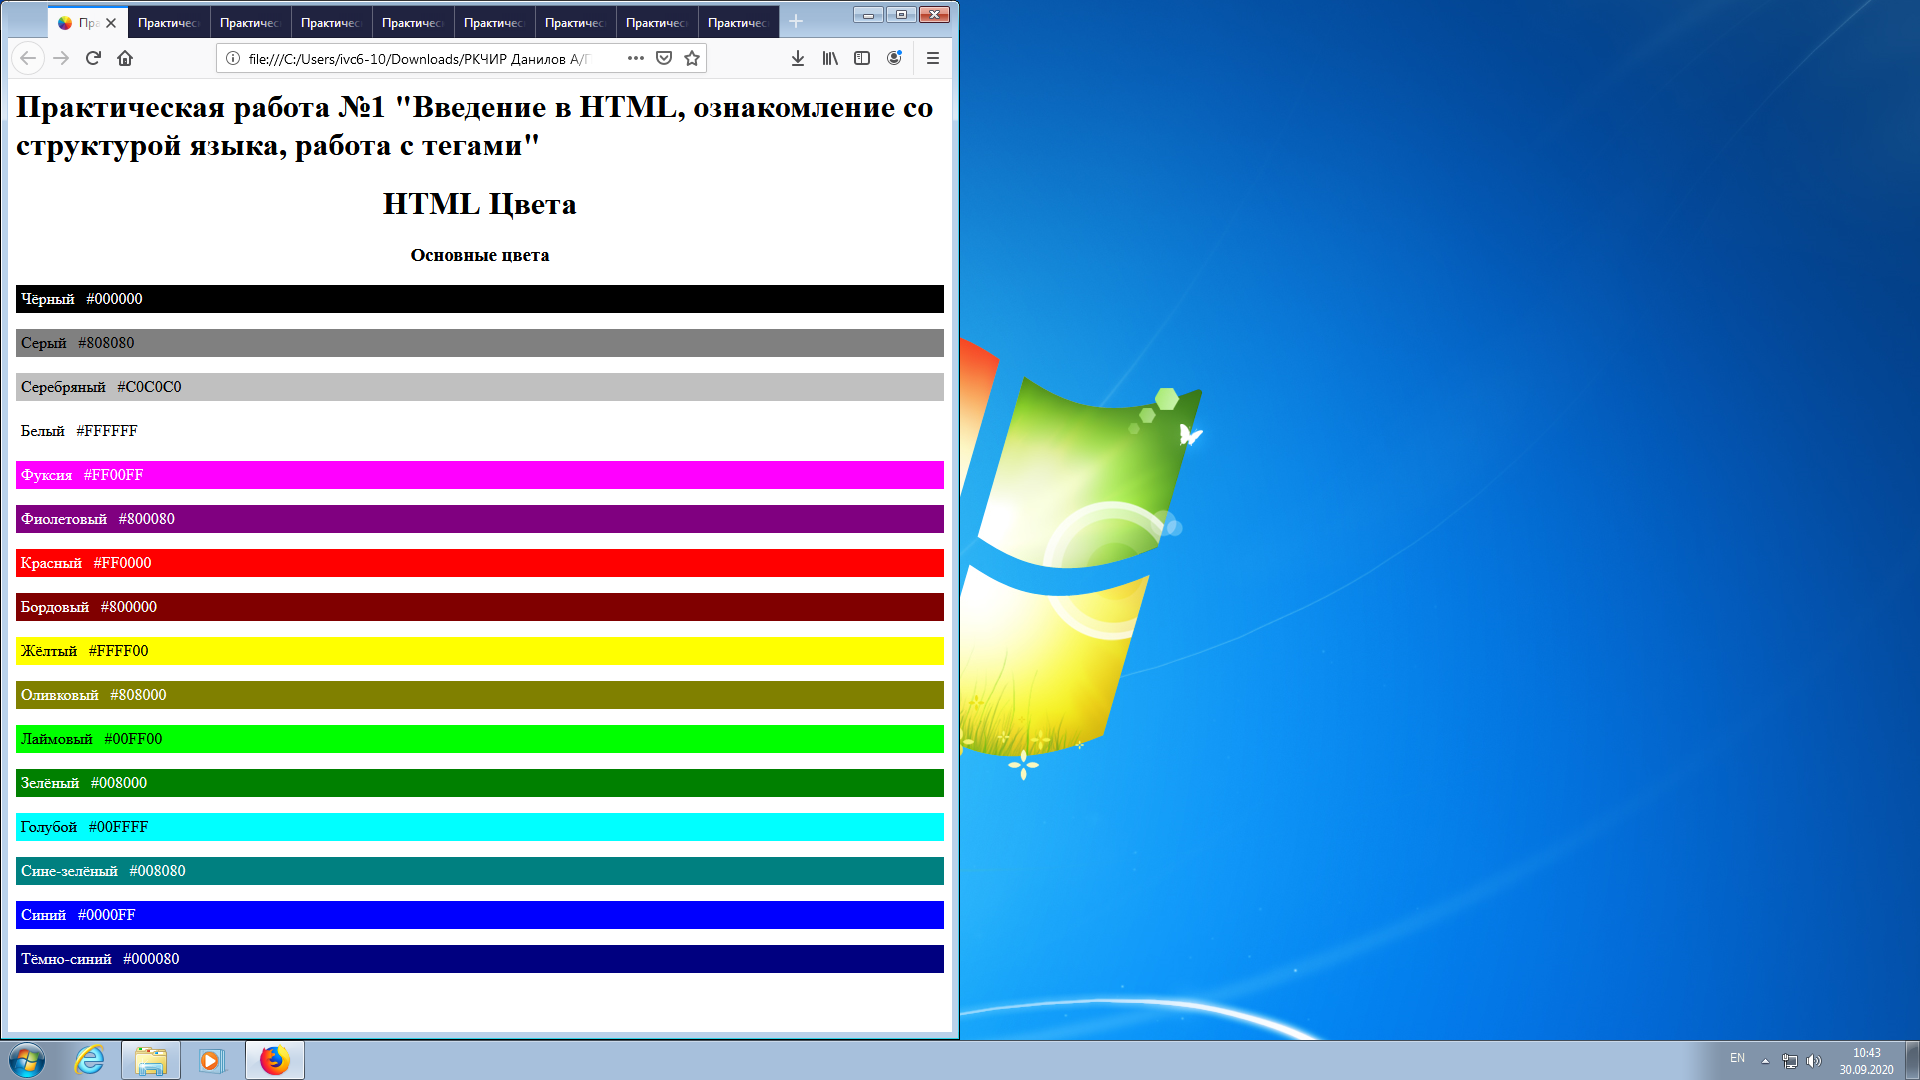 Пра
Практичес
Практичес
Практичес
Практичес
Практичес
Практичес
Практичес
Практичес
file:///C:/Users/ivc6-10/Downloads/РКЧИР Данилов А/
Практическая работа №1 "Введение в HTML, ознакомление со
структурой языка, работа с тегами"
HTML Цвета
Основные цвета
Чёрный #000000
Серый #808080
Серебряный #C0C0C0
Белый #FFFFFF
Фуксия #FF00FF
Фиолетовый #800080
Красный #FF0000
Бордовый #800000
Жёлтый #FFFF00
Оливковый #808000
Лаймовый #00FF00
Зелёный #008000
Голубой #00FFFF
Сине-зелёный #008080
Синий #0000FF
Тёмно-синий #000080
EN
10:43
30.09.2020